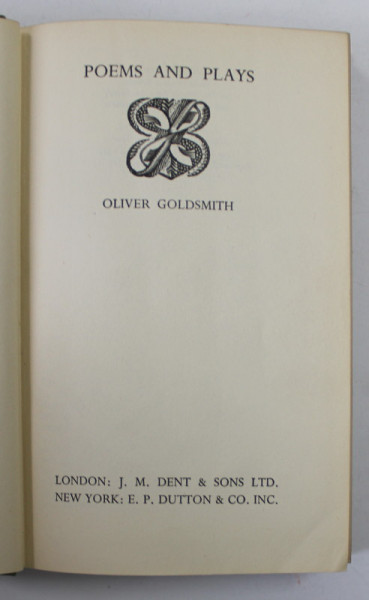 POEMS AND PLAYS
OLIVER GOLDSMITH
LONDON: J. M. DENT & SONS LTD.
NEW YORK: E. P. DUTTON & CO. INC.